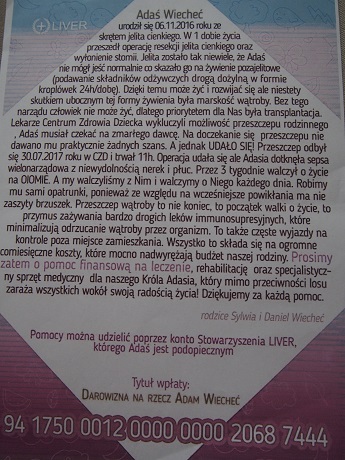 LIVER
Adaś Wiecheć
urodził się 06.11.2016 roku ze
skrętem jelita cienkiego. W 1 dobie życia
przeszedł operację resekcji jelita cienkiego oraz
wyłonienie stomii. Jelita zostało tak niewiele, że Adaś
nie mógł jeść normalnie co skazało go na żywienie pozajelitowe
(podawanie składników odżywczych drogą dożylną w formie
kroplówek 24h/dobę). Dzięki temu może żyć i rozwijać się ale niestety
skutkiem ubocznym tej formy żywienia była marskość wątroby. Bez tego
narządu człowiek nie może żyć, dlatego priorytetem dla Nas była transplantacja.
Lekarze Centrum Zdrowia Dziecka wykluczyli możliwość przeszczepu rodzinnego
, Adaś musiał czekać na zmarłego dawcę. Na doczekanie się przeszczepu nie
dawano mu praktycznie żadnych szans. A jednak UDAŁO SIĘ! Przeszczep odbył
się 30.07.2017 roku w CZD i trwał 11h. Operacja udała się ale Adasia dotknęła sepsa
wielonarządowa z niewydolnością nerek i płuc. Przez 3 tygodnie walczył o życie
na OIOMIE. A my walczyliśmy z Nim i walczymy o Niego każdego dnia. Robimy
mu sami opatrunki, ponieważ ze względu na wcześniejsze powikłania ma nie
zaszyty brzuszek. Przeszczep wątroby to nie koniec, to początek walki o życie, to
przymus zażywania bardzo drogich leków immunosupresyjnych, które
minimalizują odrzucanie wątroby przez organizm. To także częste wyjazdy na
kontrole poza miejsce zamieszkania. Wszystko to składa się na ogromne
comiesięczne koszty, które mocno nadwyrężają budżet naszej rodziny. Prosimy
zatem o pomoc finansową na leczenie, rehabilitację oraz specjalistycz-
ny sprzęt medyczny dla naszego Króla Adasia, który mimo przeciwności losu
zaraża wszystkich wokół swoją radością życia! Dziękujemy za każdą pomoc.
rodzice Sylwia i Daniel Wiecheć
Pomocy można udzielić poprzez konto Stowarzyszenia LIVER,
którego Adaś jest podopiecznym
Tytuł wpłaty:
Darowizna na rzecz Adam Wiecheć
94 1750 0012 0000 0000 2068 7444